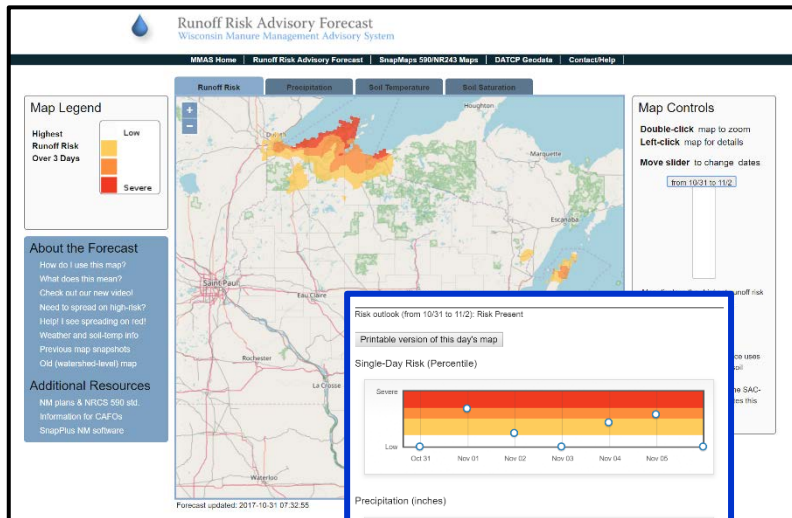 Runoff Risk Advisory Forecast
Wisconsin Manure Management Advisory System
MMAS Home | Runoff Risk Advisory Forecast | SnapMaps 590/NR243 Maps | DATCP Geodata | Contact/Help
Runoff Risk
Precipitation
Soil Temperature
Soil Saturation
Map Legend
Highest
Runoff Risk
Over 3 Days
Low
Severe
About the Forecast
How do I use this map?
What does this mean?
Check out our new video!
Need to spread on high-risk?
Help! I see spreading on red!
Weather and soil-temp info
Previous map snapshots
Old (watershed-level) map
Additional Resources
NM plans & NRCS 590 std.
Information for CAFOs
SnapPlus NM software
+
−
Houghton
Duluth
Marquette
Escanaba
Saint Paul
Eau Claire
Rochester
La Crosse
Waterloo
Forecast updated: 2017-10-31 07:32:55
Map Controls
Double-click map to zoom
Left-click map for details
Move slider to change dates
from 10/31 to 11/2
runoff risk
ce uses
soil
he SAC-
es this
Risk outlook (from 10/31 to 11/2): Risk Present
Printable version of this day's map
Single-Day Risk (Percentile)
Severe
Low
Oct 31
Nov 01
Nov 02
Nov 03
Nov 04
Nov 05
Precipitation (inches)